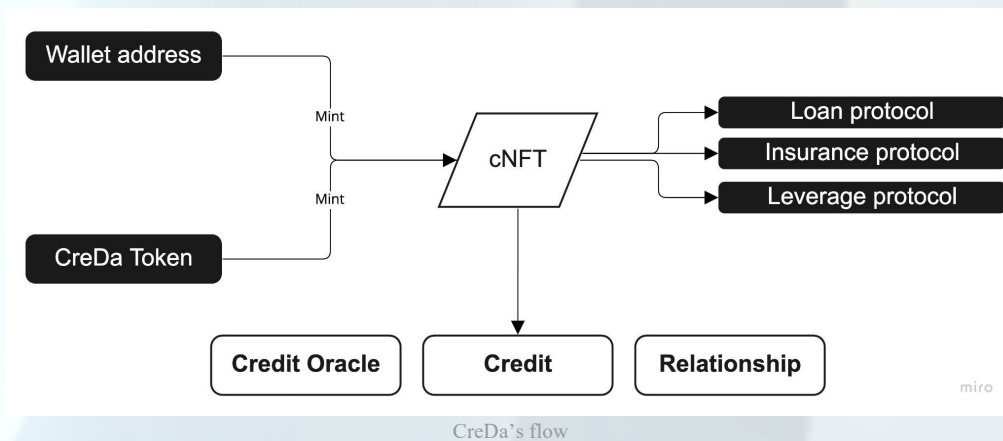 Wallet address
Mint
cNFT
Loan protocol
Insurance protocol
Leverage protocol
Mint
CreDa Token
Credit Oracle
Credit
Relationship
miro
CreDa's flow